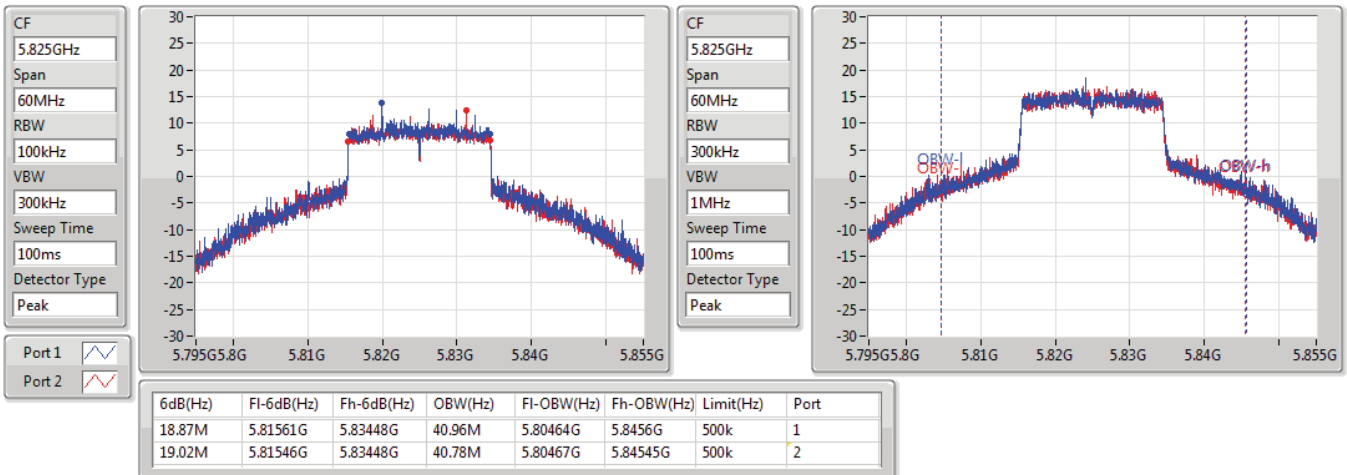 CF
5.825GHz
Span
60MHz
RBW
100kHz
VBW
300kHz
Sweep Time
100ms
Detector Type
Peak
Port 1
Port 2
30
25
20
15
10
5
0
-5
-10
-15
-20
-25
-30
5.795G 5.8G 5.81G 5.82G 5.83G 5.84G 5.855G
CF
5.825GHz
Span
60MHz
RBW
300kHz
VBW
1MHz
Sweep Time
100ms
Detector Type
Peak
30
25
20
15
10
5
0
-5
-10
-15
-20
-25
-30
OBW-l
OBW-l
OBW-h
5.795G 5.8G 5.81G 5.82G 5.83G 5.84G 5.855G
6dB(Hz) Fl-6dB(Hz) Fh-6dB(Hz) OBW(Hz) Fl-OBW(Hz) Fh-OBW(Hz) Limit(Hz) Port
18.87M 5.81561G 5.83448G 40.96M 5.80464G 5.8456G 500k 1
19.02M 5.81546G 5.83448G 40.78M 5.80467G 5.84545G 500k 2